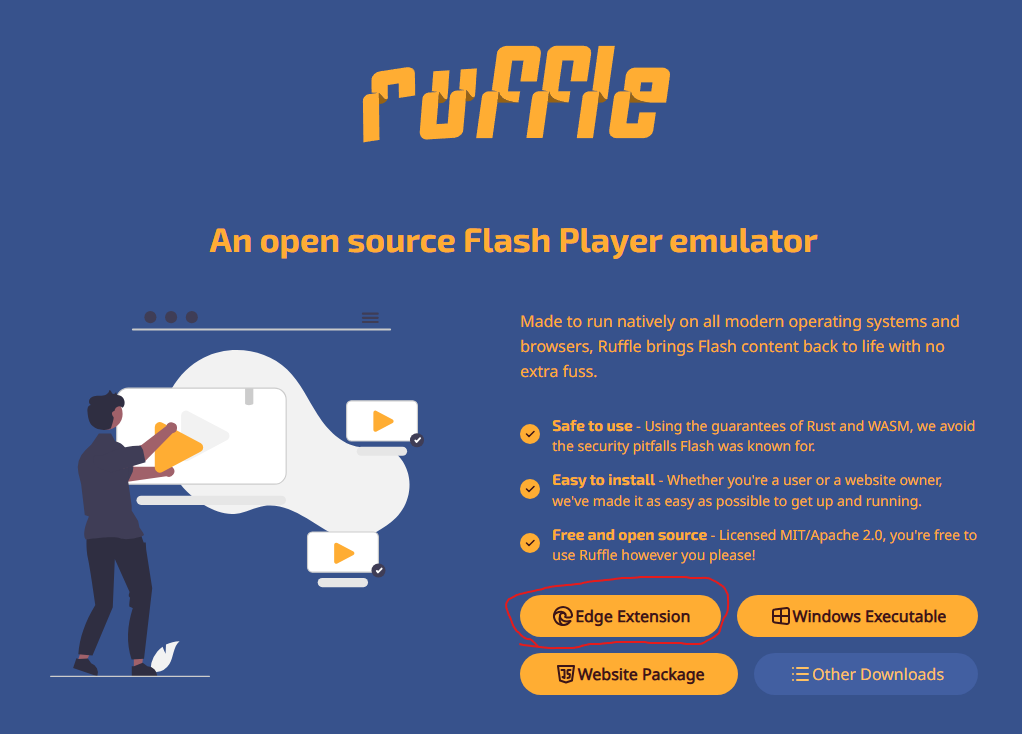 ruffle
An open source Flash Player emulator
Made to run natively on all modern operating systems and
browsers, Ruffle brings Flash content back to life with no
extra fuss.
Safe to use - Using the guarantees of Rust and WASM, we avoid
the security pitfalls Flash was known for.
Easy to install - Whether you're a user or a website owner,
we've made it as easy as possible to get up and running.
Free and open source - Licensed MIT/Apache 2.0, you're free to
use Ruffle however you please!
Edge Extension
Windows Executable
JS Website Package
Other Downloads